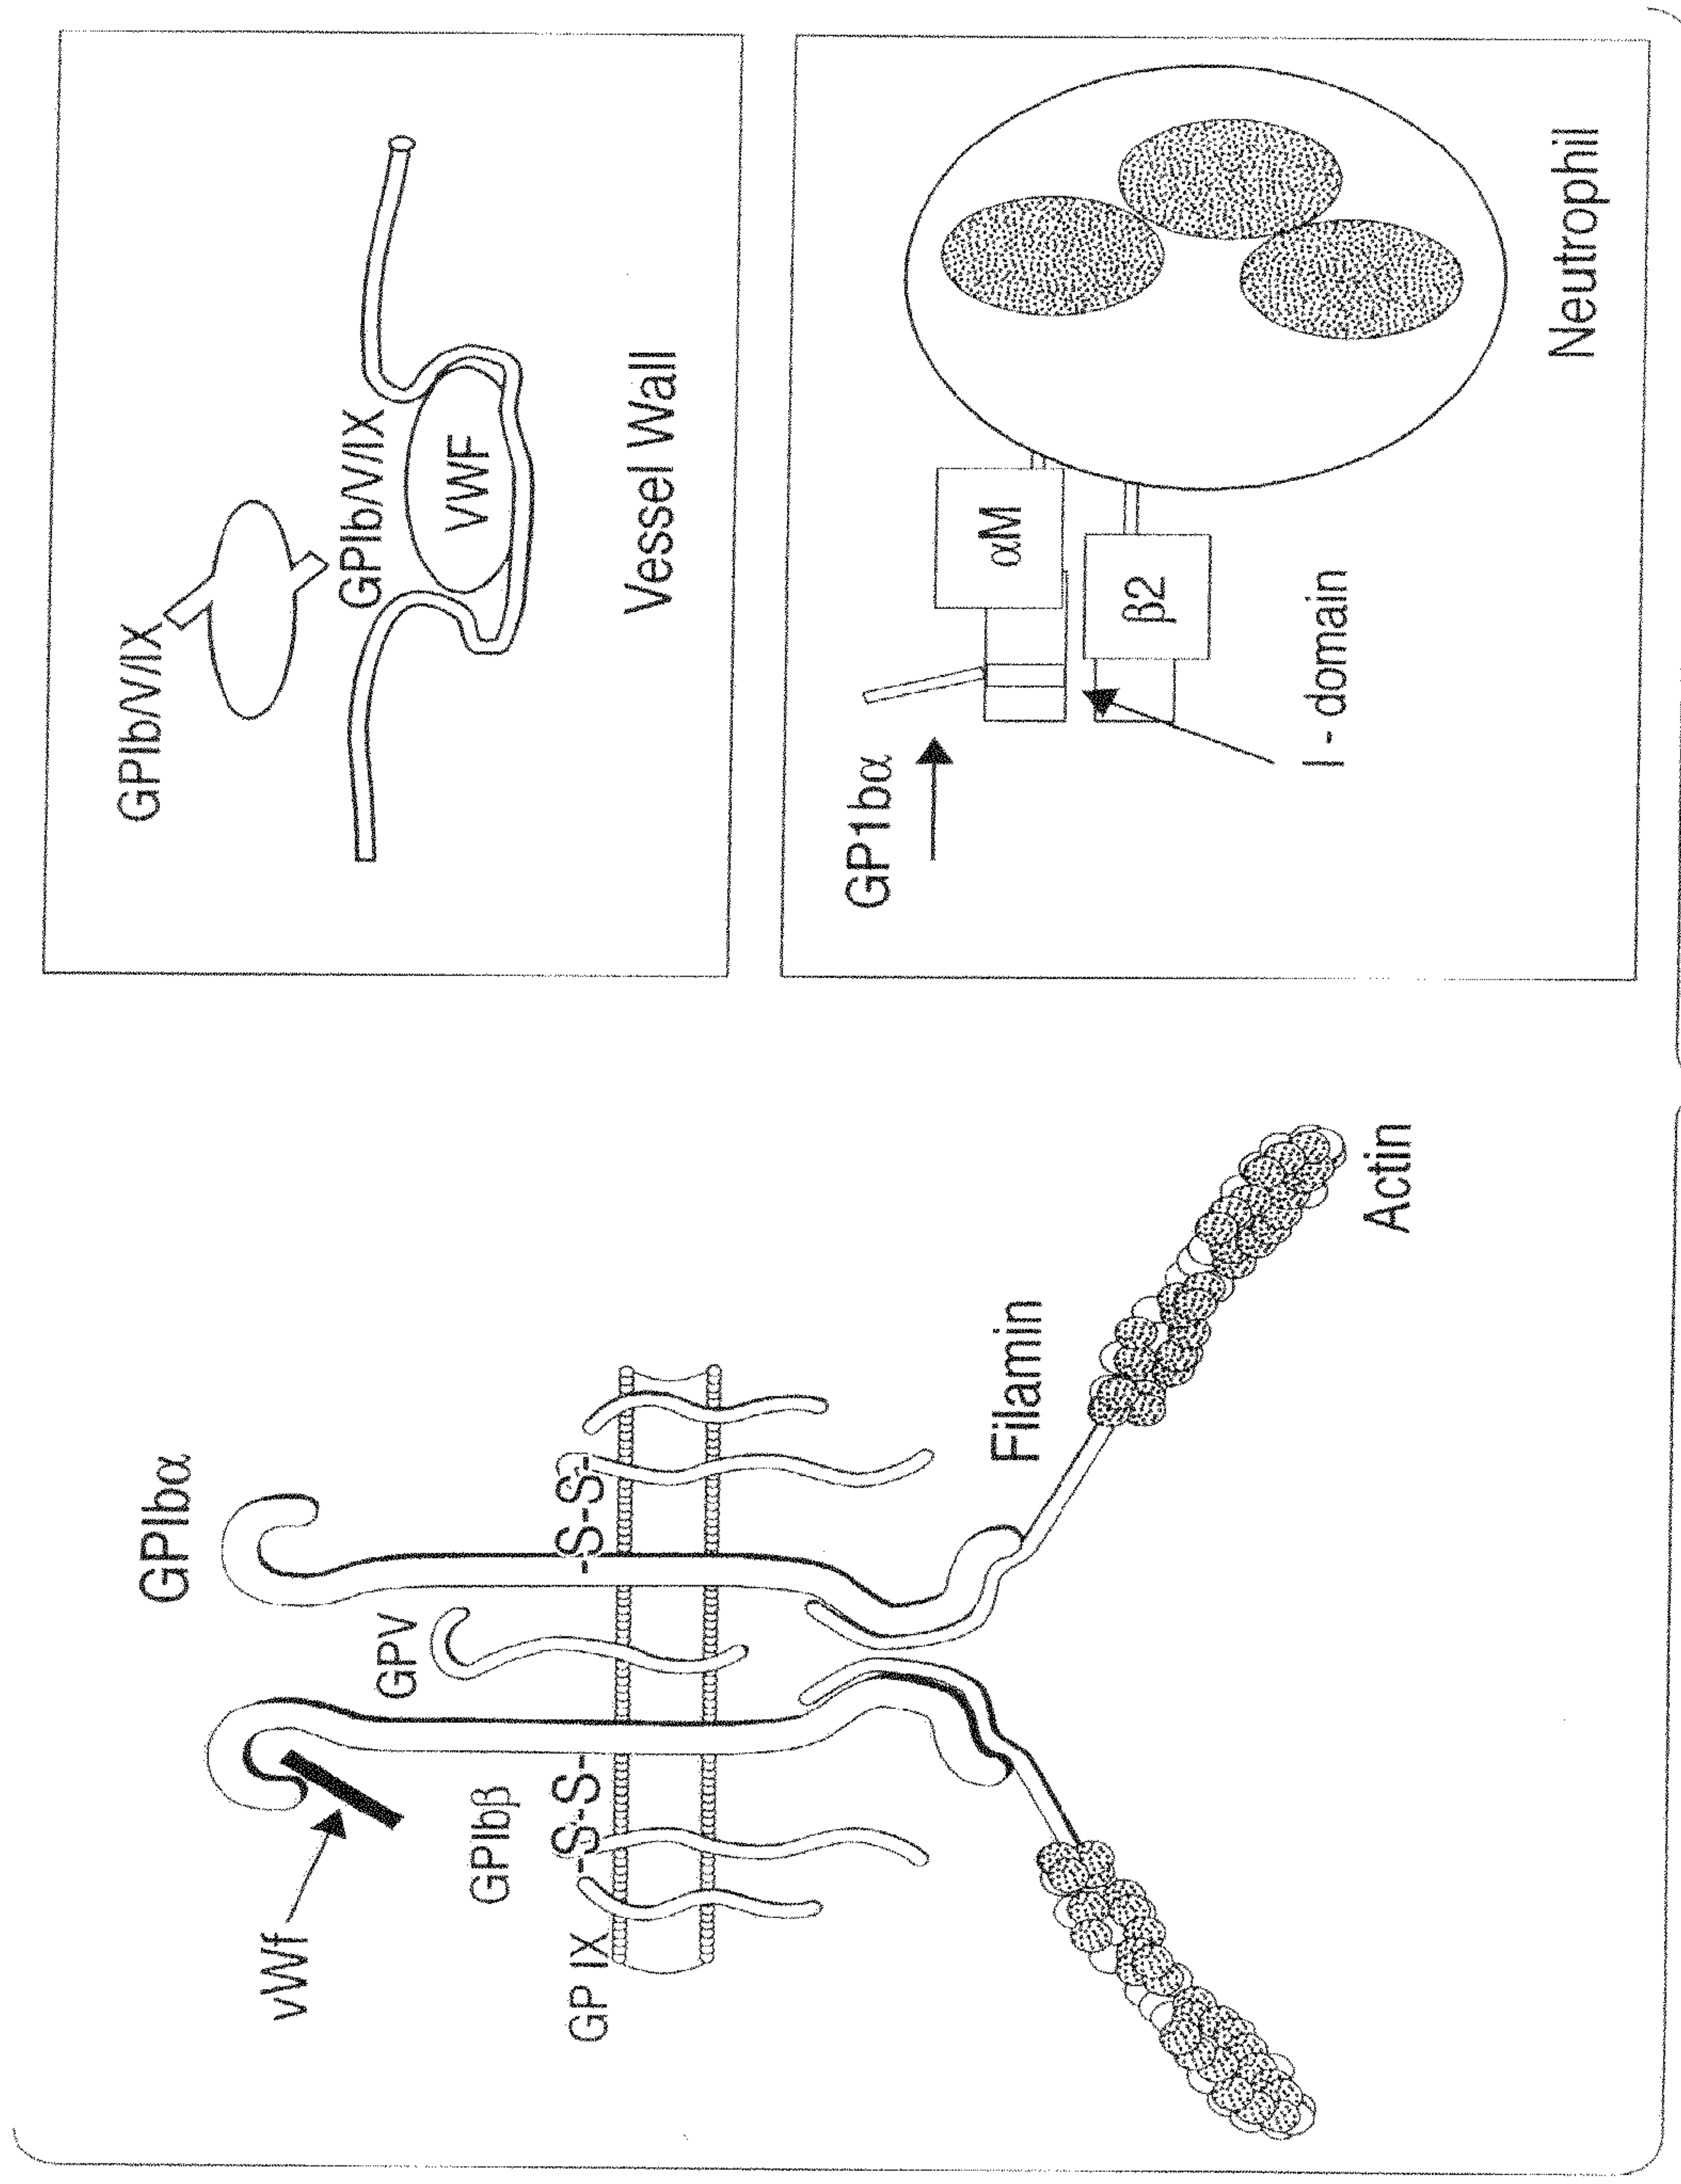 GPIbα
vWf
GPV
GPIbβ
-S-S-
-S-S-
GP IX
Filamin
Actin
GPIb/V/IX
GPIb/V/IX
VWF
Vessel Wall
GP1bα
αM
β2
I - domain
Neutrophil